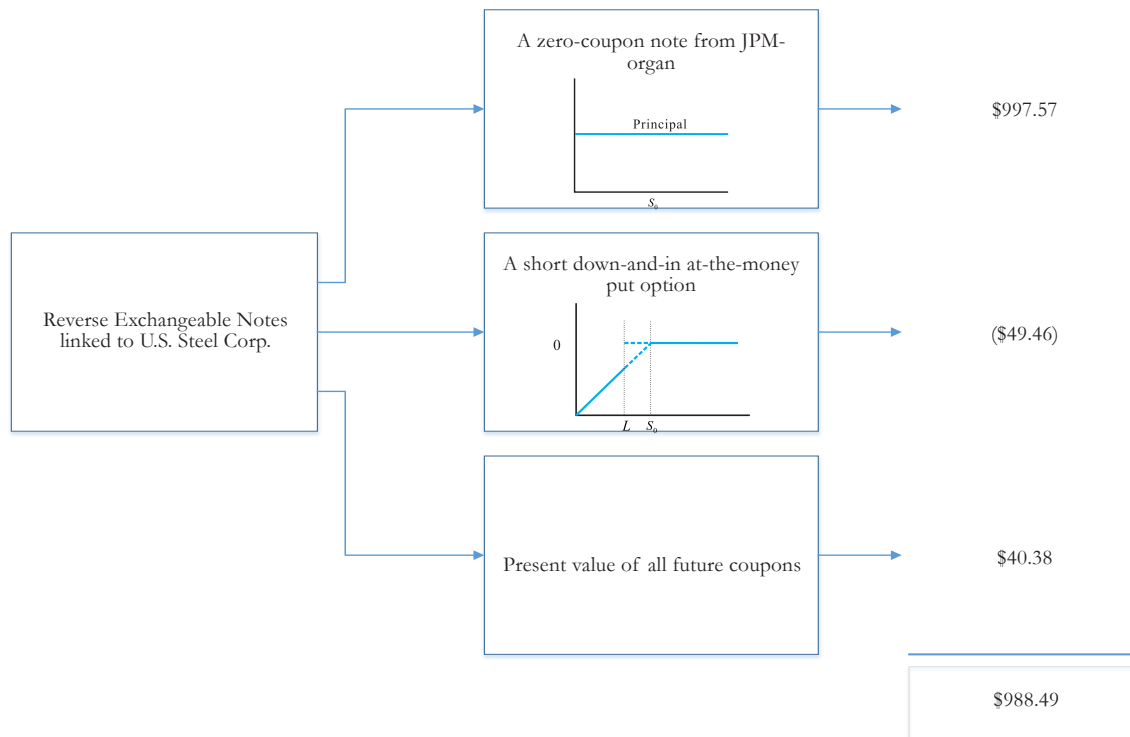 A zero-coupon note from JPM-
organ
Principal
S₀
$997.57
Reverse Exchangeable Notes
linked to U.S. Steel Corp.
A short down-and-in at-the-money
put option
0
L S₀
($49.46)
Present value of all future coupons
$40.38
$988.49